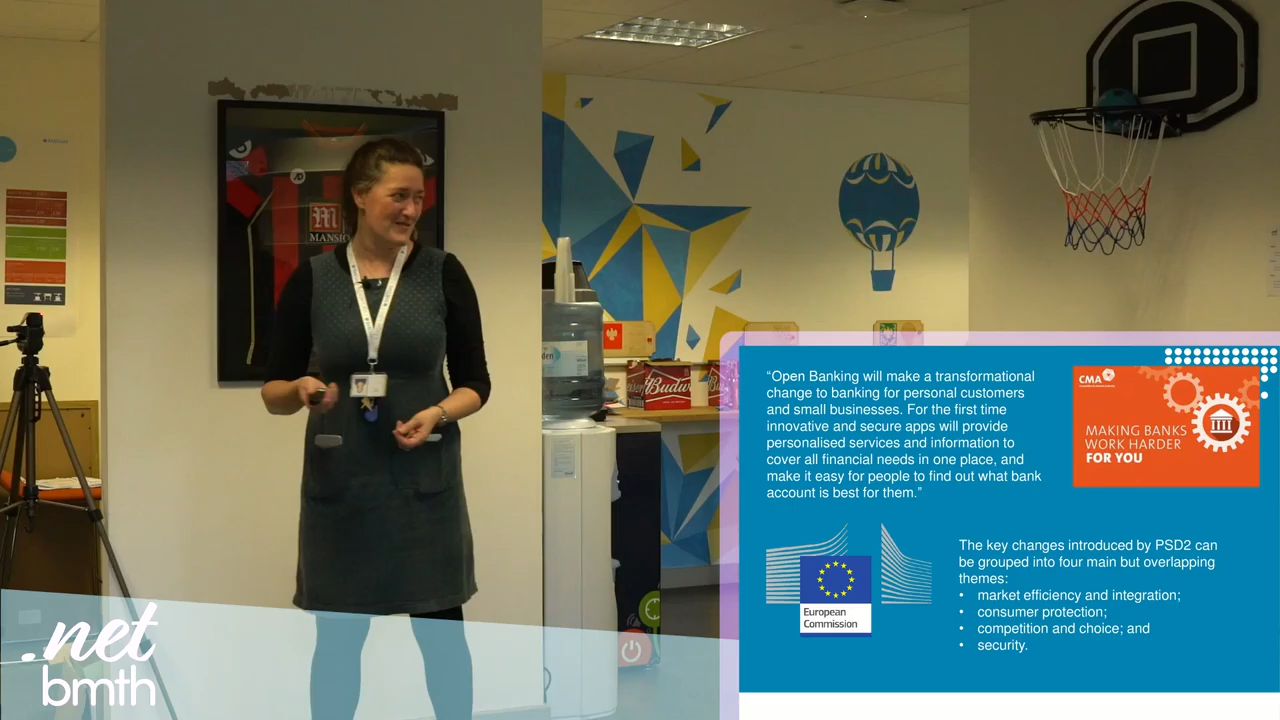 M
MANSIO
Budw
“Open Banking will make a transformational
change to banking for personal customers
and small businesses. For the first time
innovative and secure apps will provide
personalised services and information to
cover all financial needs in one place, and
make it easy for people to find out what bank
account is best for them.”
CMA
MAKING BANKS
WORK HARDER
FOR YOU
European
Commission
The key changes introduced by PSD2 can
be grouped into four main but overlapping
themes:
• market efficiency and integration;
• consumer protection;
• competition and choice; and
• security.
.net
bmth